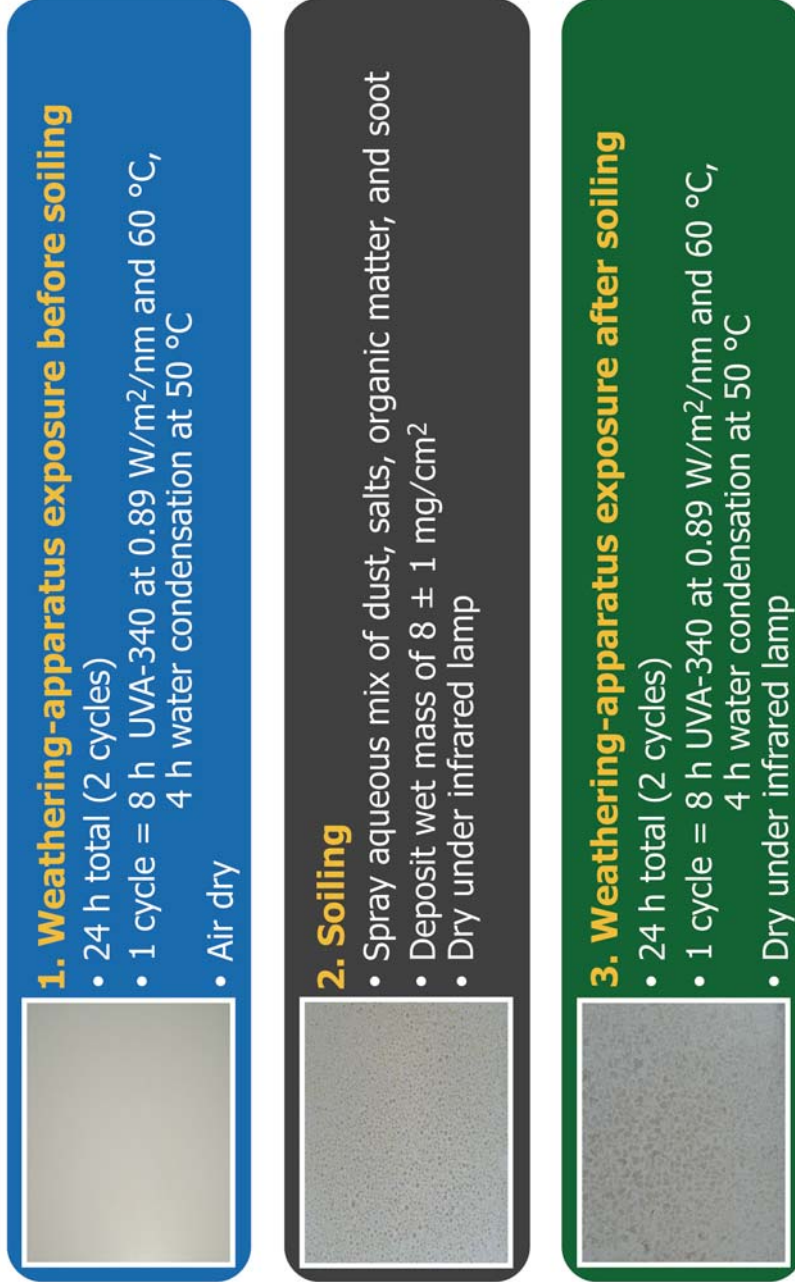 1. Weathering-apparatus exposure before soiling
• 24 h total (2 cycles)
• 1 cycle = 8 h UVA-340 at 0.89 W/m²/nm and 60 °C,
4 h water condensation at 50 °C
• Air dry
2. Soiling
• Spray aqueous mix of dust, salts, organic matter, and soot
• Deposit wet mass of 8 ± 1 mg/cm²
• Dry under infrared lamp
3. Weathering-apparatus exposure after soiling
• 24 h total (2 cycles)
• 1 cycle = 8 h UVA-340 at 0.89 W/m²/nm and 60 °C,
4 h water condensation at 50 °C
• Dry under infrared lamp